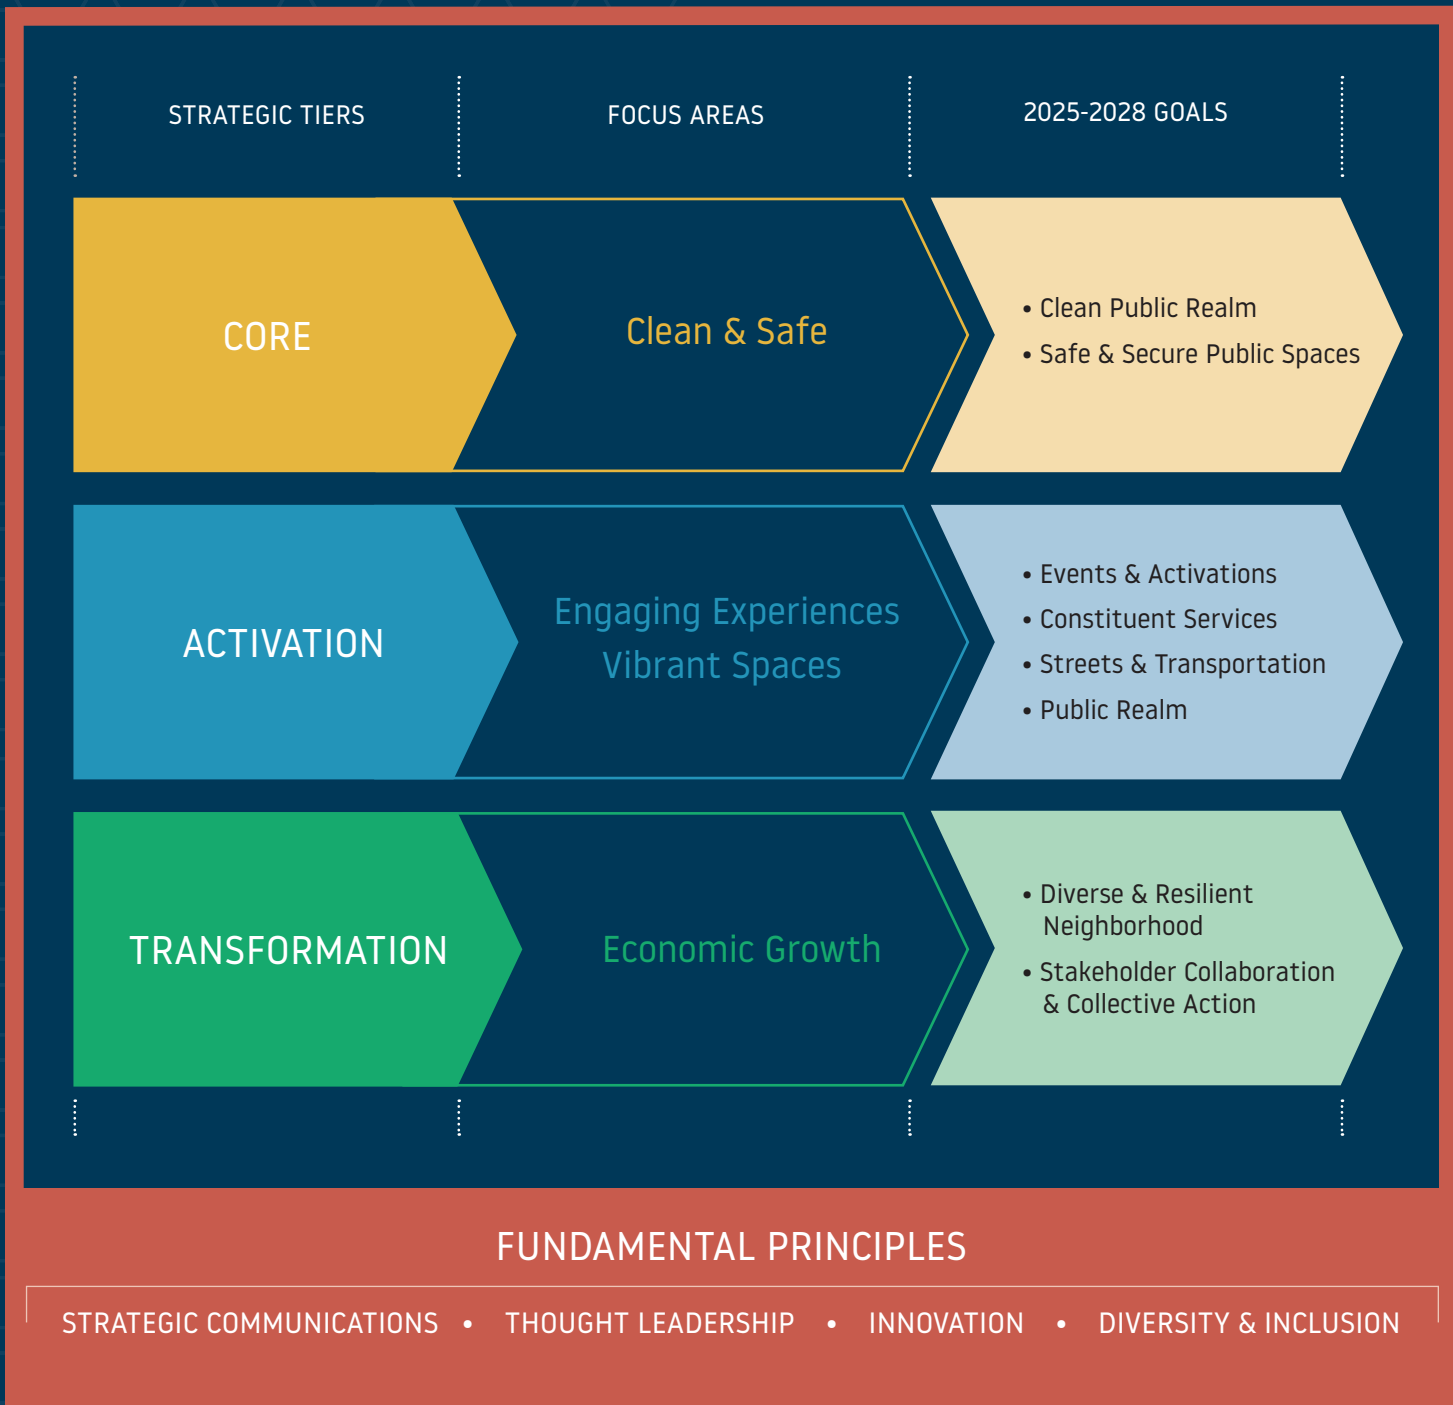 STRATEGIC TIERS
FOCUS AREAS
2025-2028 GOALS
CORE
Clean & Safe
• Clean Public Realm
• Safe & Secure Public Spaces
ACTIVATION
Engaging Experiences
Vibrant Spaces
• Events & Activations
• Constituent Services
• Streets & Transportation
• Public Realm
TRANSFORMATION
Economic Growth
• Diverse & Resilient
Neighborhood
• Stakeholder Collaboration
& Collective Action
FUNDAMENTAL PRINCIPLES
STRATEGIC COMMUNICATIONS • THOUGHT LEADERSHIP • INNOVATION • DIVERSITY & INCLUSION